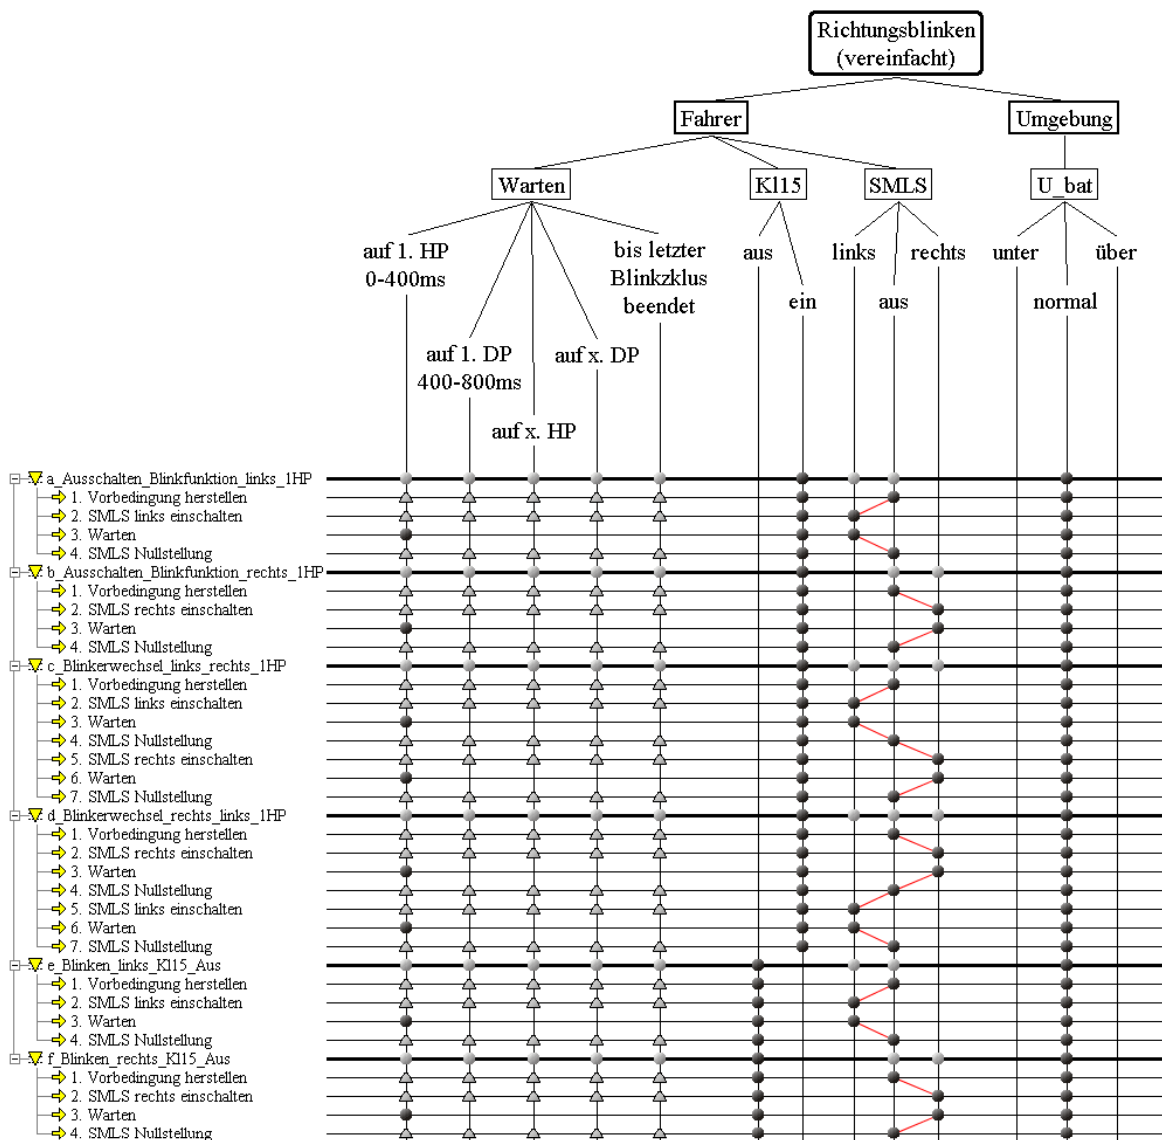 Richtungsblinken
(vereinfacht)
Fahrer
Umgebung
Warten
Kl15
SMLS
U_bat
auf 1. HP
0-400ms
bis letzter
Blinkzklus
beendet
aus
links
rechts
unter
über
ein
aus
normal
auf 1. DP
400-800ms
auf x. DP
auf x. HP
a_Ausschalten_Blinkfunktion_links_1HP
1. Vorbedingung herstellen
2. SMLS links einschalten
3. Warten
4. SMLS Nullstellung
b_Ausschalten_Blinkfunktion_rechts_1HP
1. Vorbedingung herstellen
2. SMLS rechts einschalten
3. Warten
4. SMLS Nullstellung
c_Blinkerwechsel_links_rechts_1HP
1. Vorbedingung herstellen
2. SMLS links einschalten
3. Warten
4. SMLS Nullstellung
5. SMLS rechts einschalten
6. Warten
7. SMLS Nullstellung
d_Blinkerwechsel_rechts_links_1HP
1. Vorbedingung herstellen
2. SMLS rechts einschalten
3. Warten
4. SMLS Nullstellung
5. SMLS links einschalten
6. Warten
7. SMLS Nullstellung
e_Blinken_links_Kl15_Aus
1. Vorbedingung herstellen
2. SMLS links einschalten
3. Warten
4. SMLS Nullstellung
f_Blinken_rechts_Kl15_Aus
1. Vorbedingung herstellen
2. SMLS rechts einschalten
3. Warten
4. SMLS Nullstellung